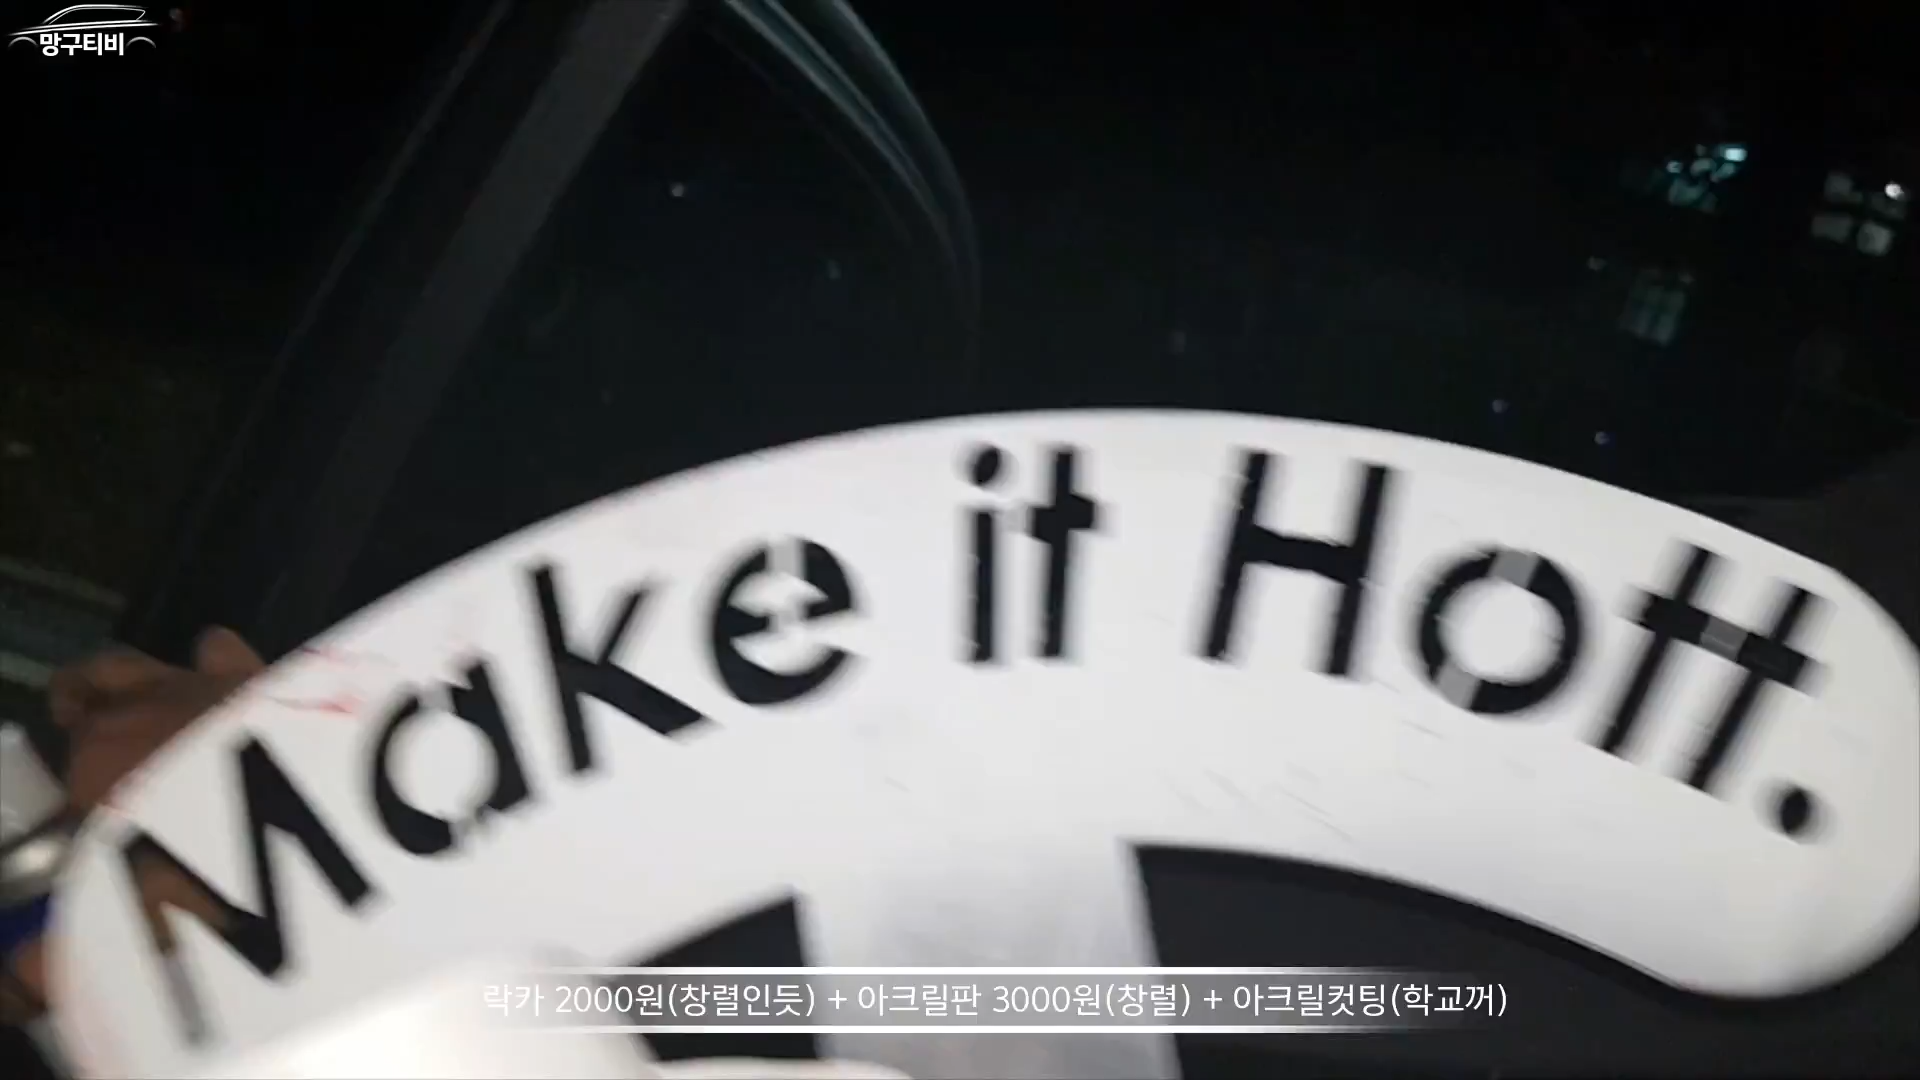 망구티비
Make it Hott.
락카 2000원(창렬인듯) + 아크릴판 3000원(창렬) + 아크릴컷팅(학교꺼)